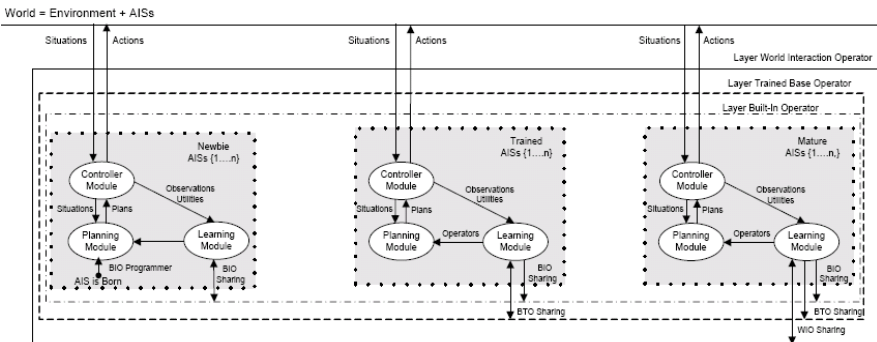 World = Environment + AISs
Situations
Actions
Situations
Actions
Situations
Actions
Layer World Interaction Operator
Layer Trained Base Operator
Layer Built-In Operator
Newbie
AISs {1....n}
Controller
Module
Observations
Utilities
Situations
Plans
Planning
Module
Learning
Module
BIO Programmer
AIS is Born
BIO
Sharing
Trained
AISs {1....n}
Controller
Module
Observations
Utilities
Situations
Plans
Operators
Planning
Module
Learning
Module
BIO
Sharing
BTO Sharing
Mature
AISs {1....n,}
Controller
Module
Observations
Utilities
Situations
Plans
Operators
Planning
Module
Learning
Module
BIO
Sharing
BTO Sharing
WIO Sharing